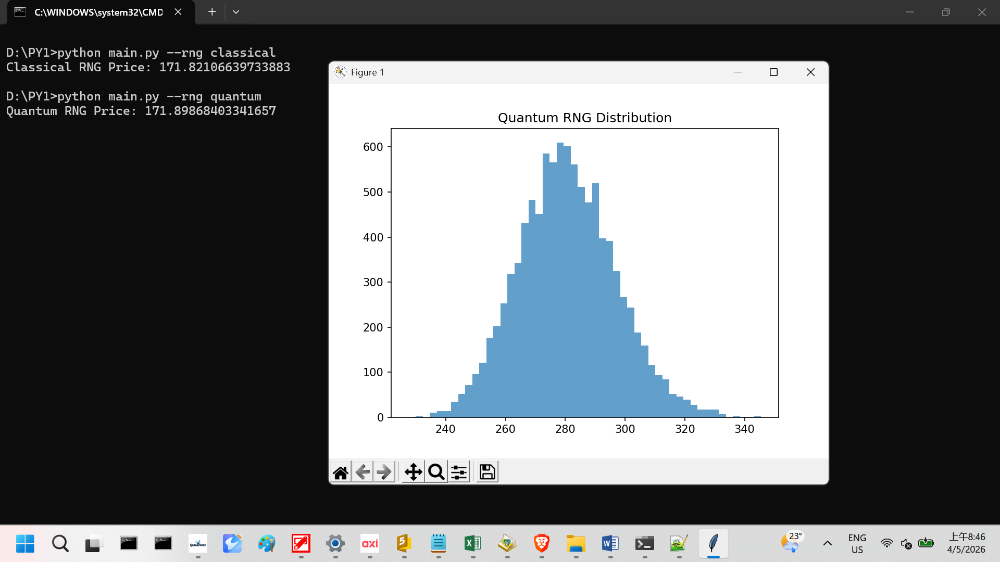 C:\WINDOWS\system32\CMD
D:\PY1>python main.py --rng classical
Classical RNG Price: 171.82106639733883
D:\PY1>python main.py --rng quantum
Quantum RNG Price: 171.89868403341657
Figure 1
Quantum RNG Distribution
600
500
400
300
200
100
0
240 260 280 300 320 340
fpmarkets
axi
5
23°
ENG
US
上午8:46
4/5/2026